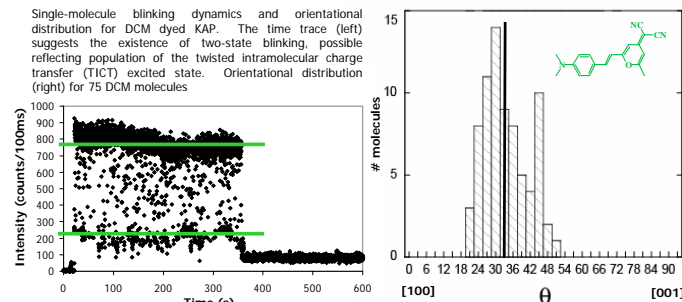 Single-molecule blinking dynamics and orientational
distribution for DCM dyed KAP. The time trace (left)
suggests the existence of two-state blinking, possible
reflecting population of the twisted intramolecular charge
transfer (TICT) excited state. Orientational distribution
(right) for 75 DCM molecules
Intensity (counts/100ms)
1000
900
800
700
600
500
400
300
200
100
0
0 100 200 300 400 500 600
Time (s)
# molecules
15
10
5
0
NC
CN
N
O
0 6 12 18 24 30 36 42 48 54 60 66 72 78 84 90
[100] θ [001]